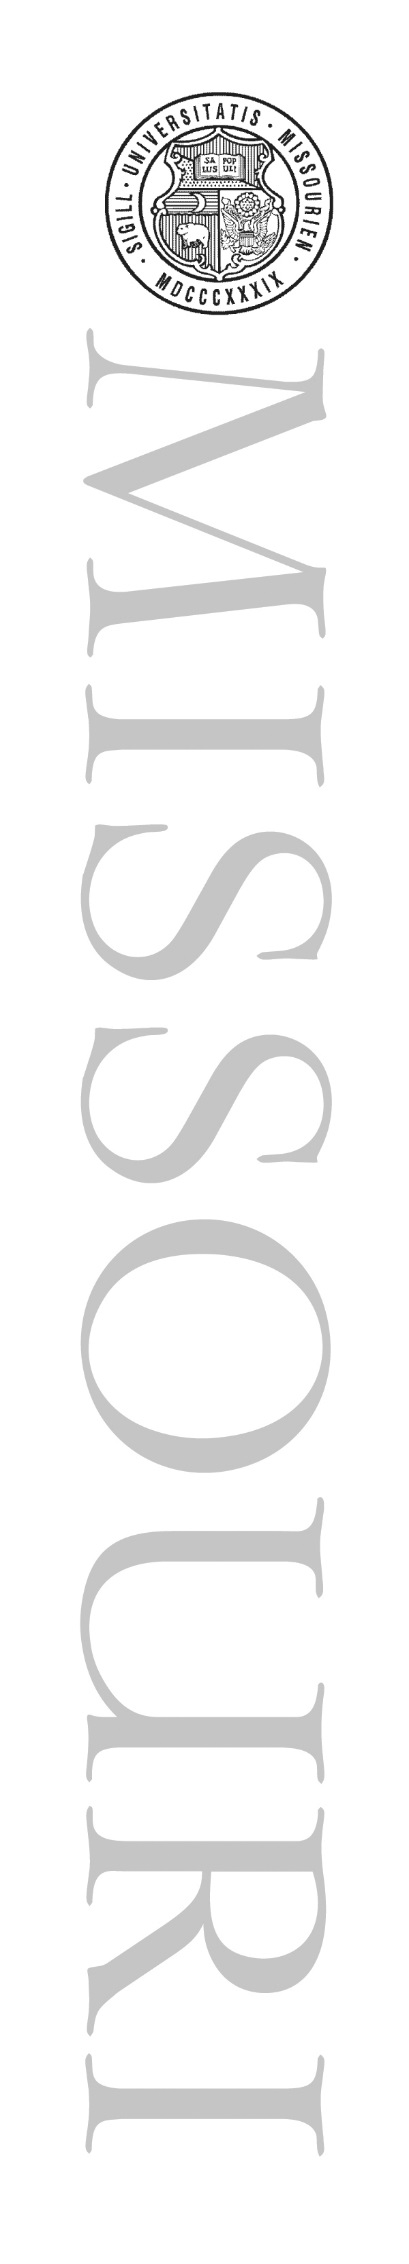 SIGILL · UNIVERSITATIS · MISSOURIEN ·
SA POP
LUS ULI
MDCCCXXXIX
MISSOURI